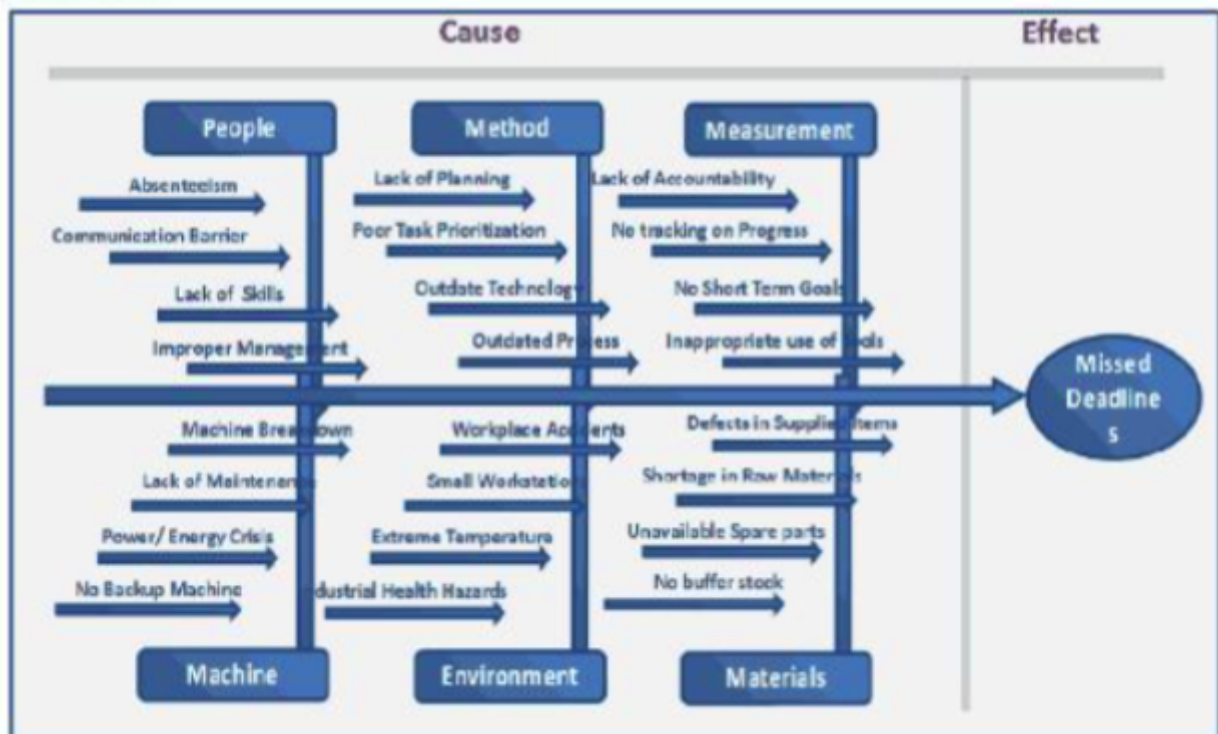 Cause
Effect
People
Method
Measurement
Absenteeism
Lack of Planning
Lack of Accountability
Communication Barrier
Poor Task Prioritization
No tracking on Progress
Lack of Skills
Outdate Technology
No Short Term Goals
Improper Management
Outdated Process
Inappropriate use of Tools
Missed
Deadline
s
Machine Breakdown
Workplace Accidents
Defects in Supplied Items
Lack of Maintenance
Small Workstation
Shortage in Raw Materials
Power/ Energy Crisis
Extreme Temperature
Unavailable Spare parts
No Backup Machine
dustrial Health Hazards
No buffer stock
Machine
Environment
Materials